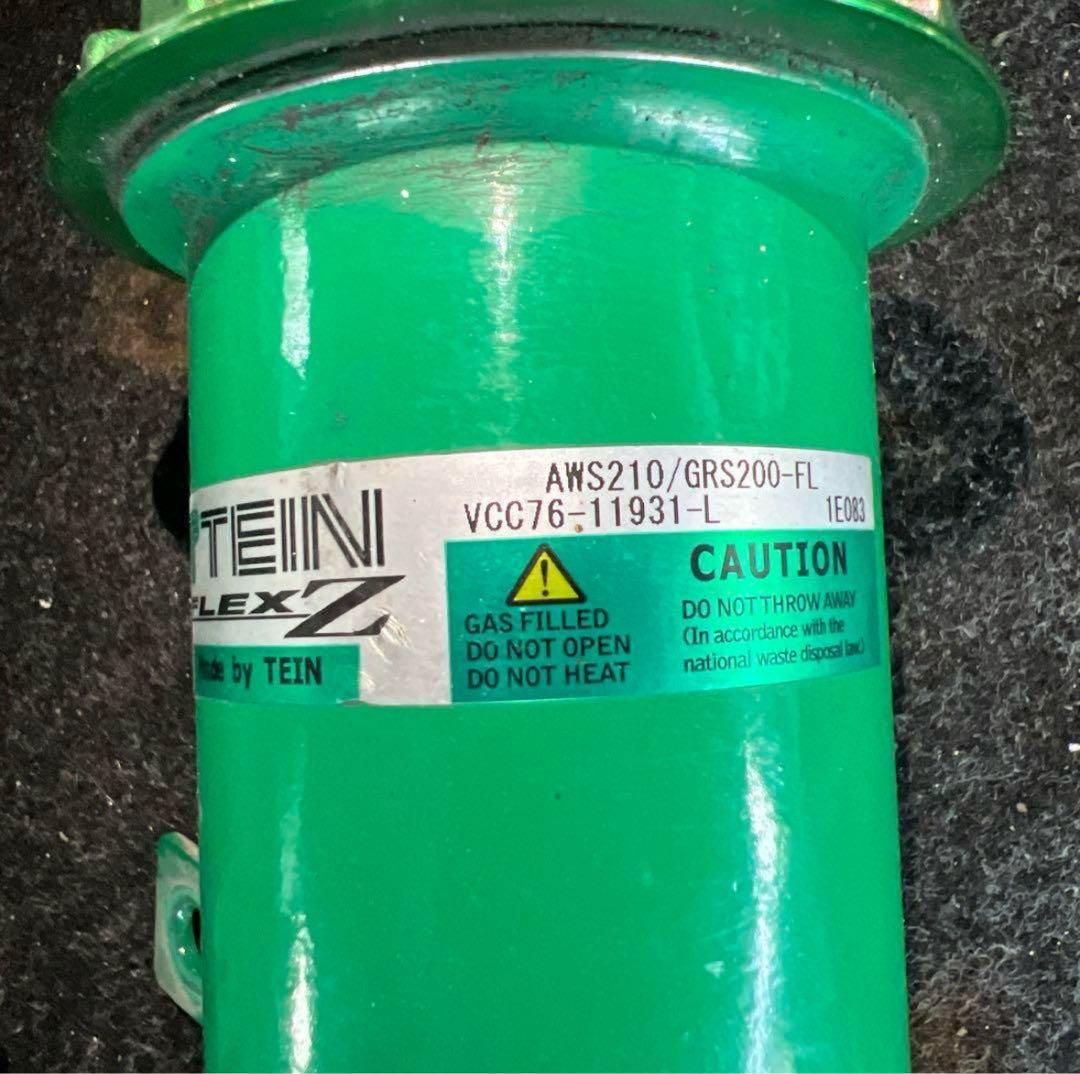 AWS210/GRS200-FL
VCC76-11931-L 1E083
TEIN
FLEX Z
Made by TEIN
GAS FILLED
DO NOT OPEN
DO NOT HEAT
CAUTION
DO NOT THROW AWAY
(In accordance with the
national waste disposal law.)